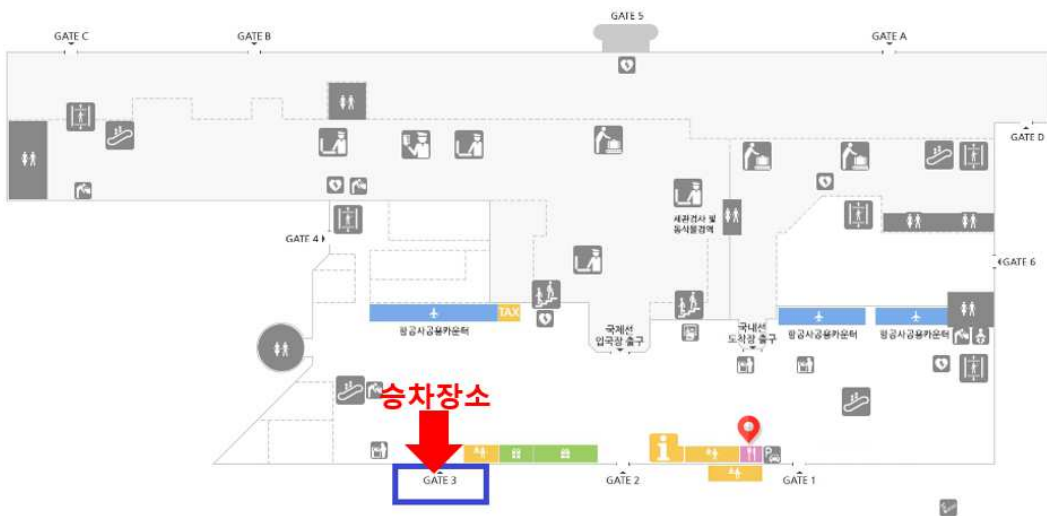 GATE 5
GATE C
GATE B
GATE A
GATE D
세관검사 및
동식물검역
GATE 4
GATE 6
TAX
항공사공용카운터
국제선
입국장 출구
국내선
도착장 출구
항공사공용카운터
항공사공용카운터
승차장소
i
P
GATE 3
GATE 2
GATE 1